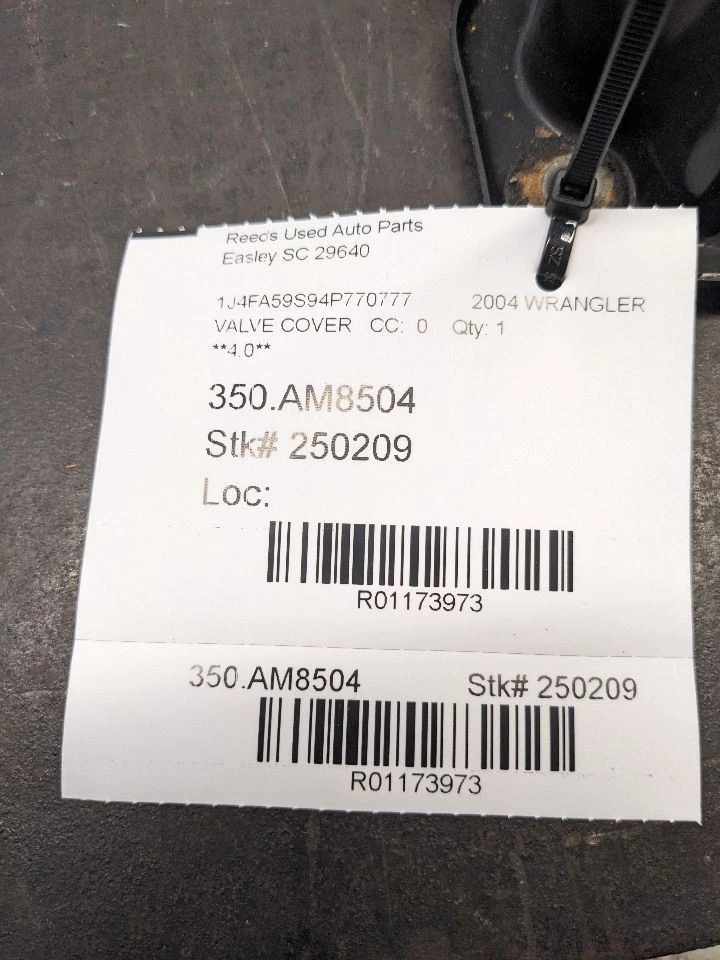 Reeds Used Auto Parts
Easley SC 29640
1J4FA59S94P770777 2004 WRANGLER
VALVE COVER CC: 0 Qty: 1
**4.0**
350.AM8504
Stk# 250209
Loc:
R01173973
350.AM8504 Stk# 250209
R01173973